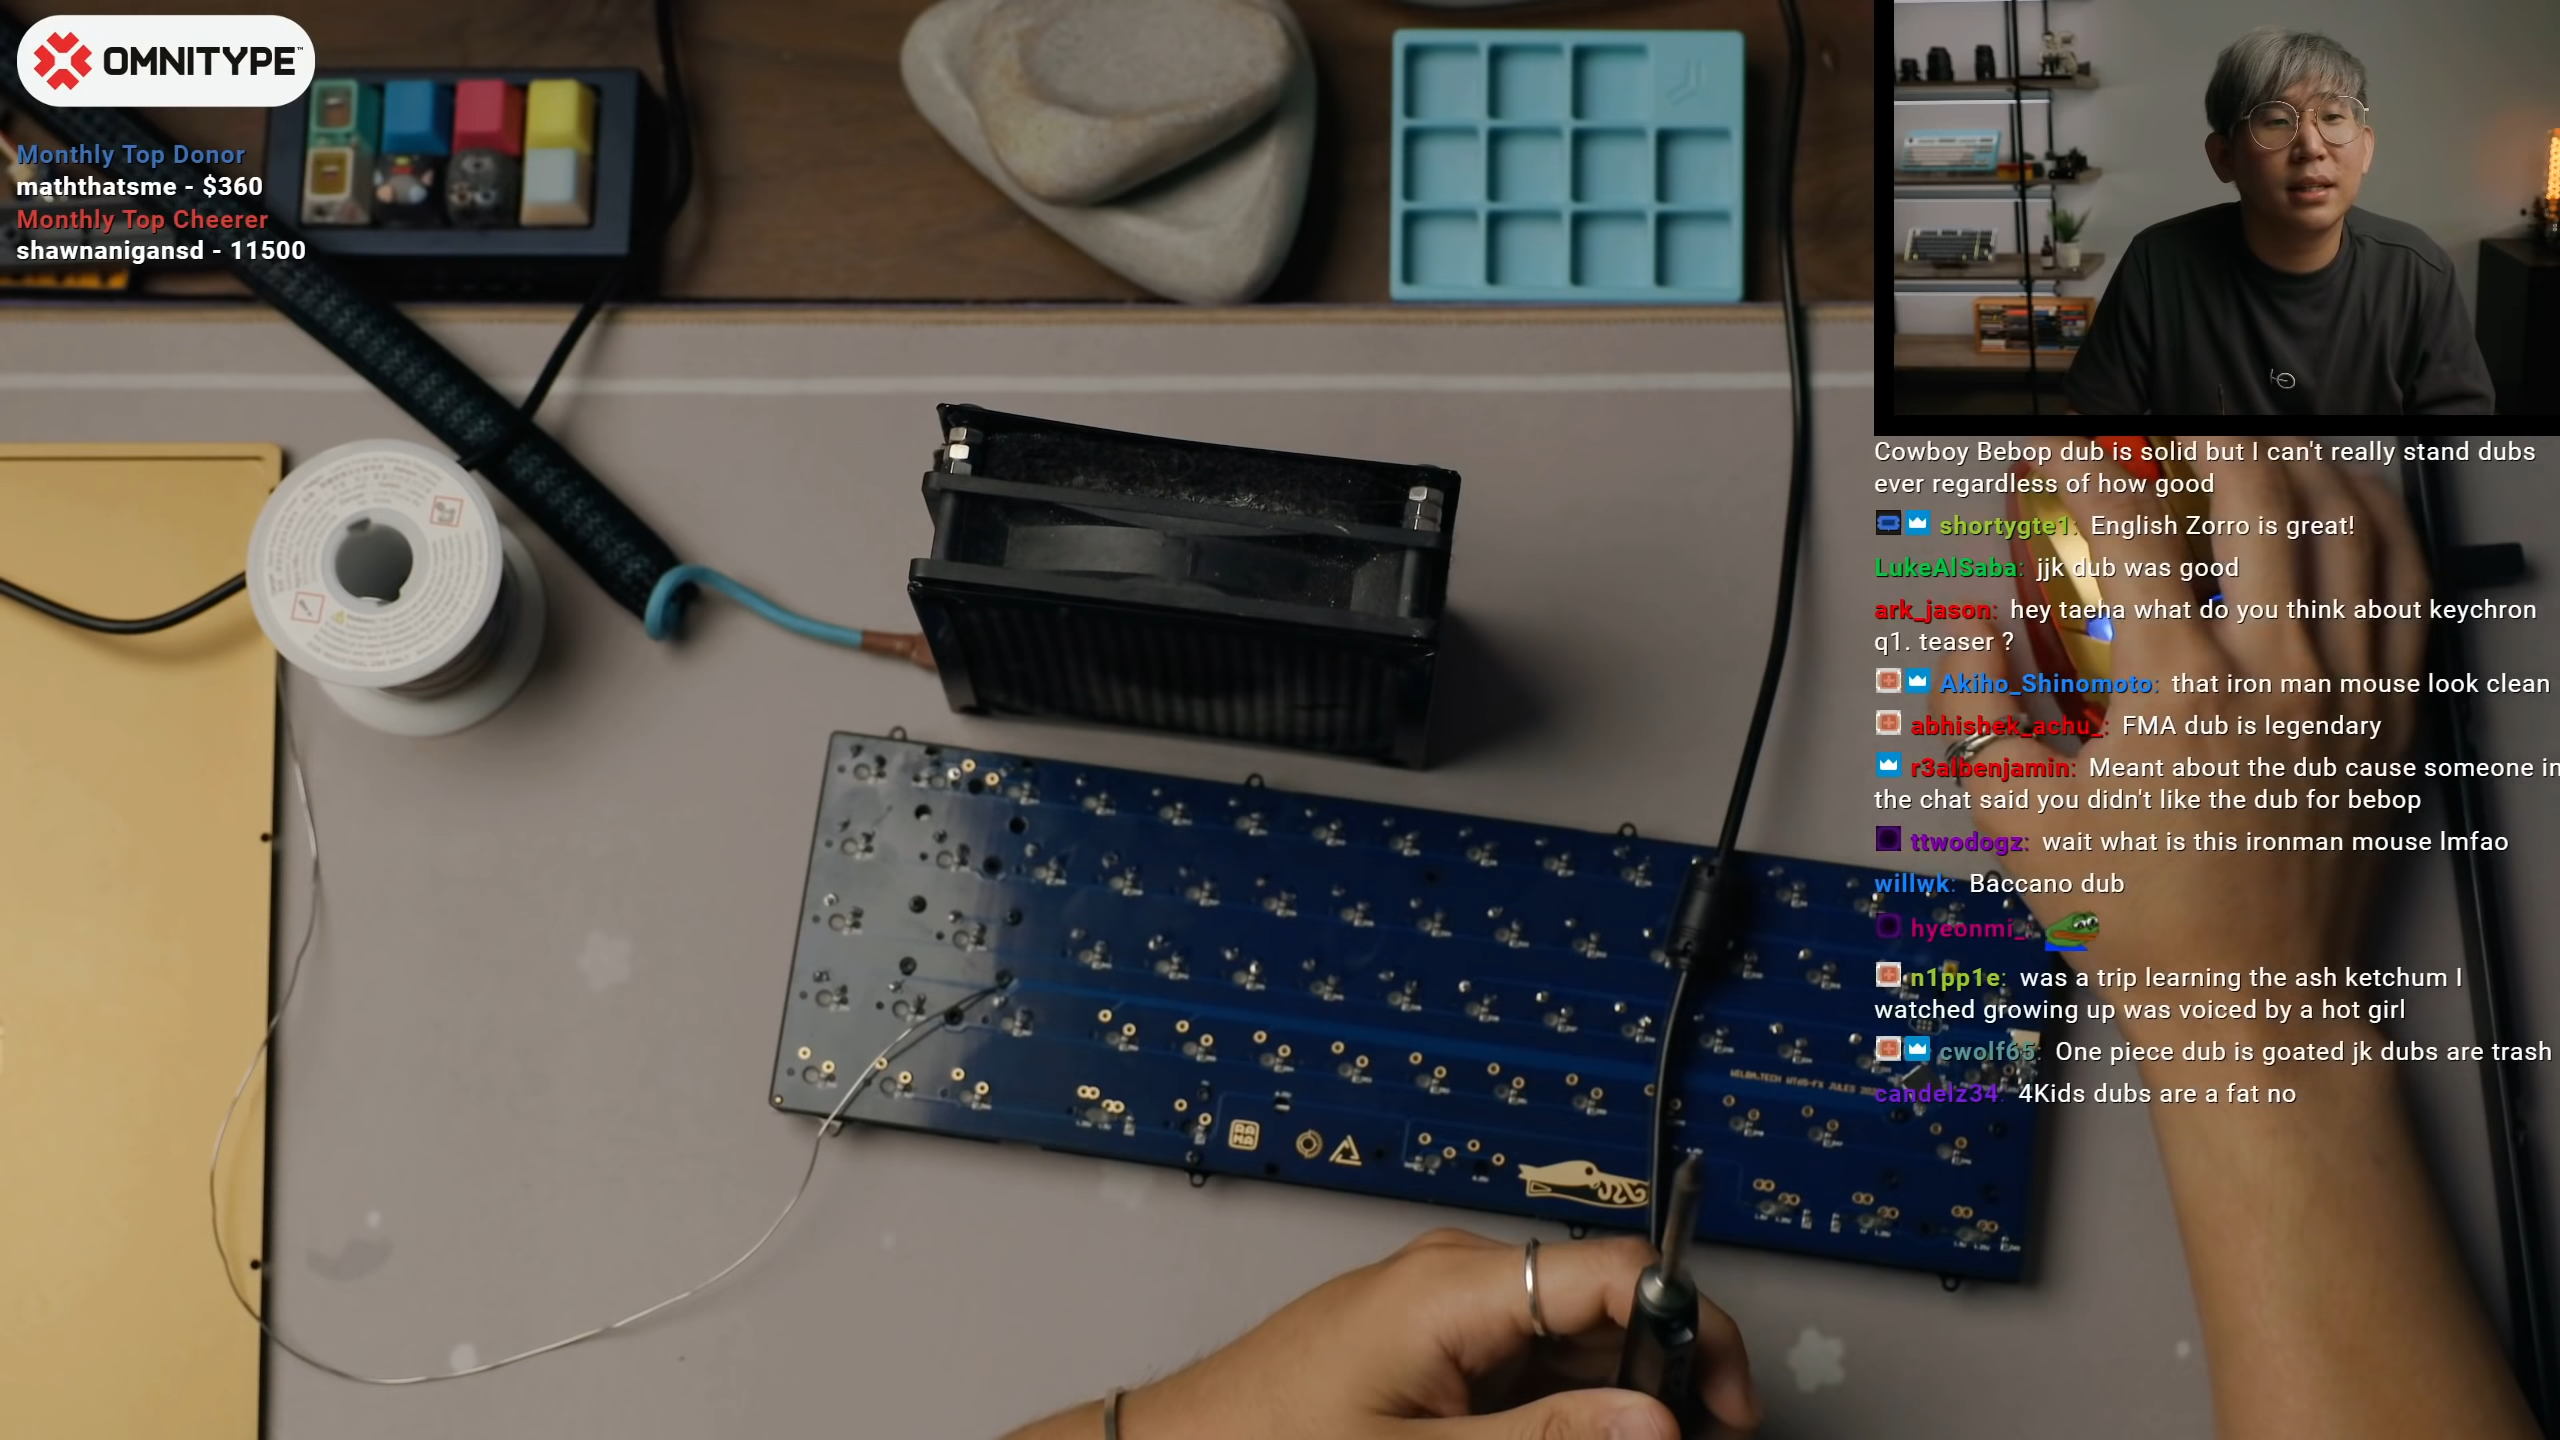 OMNITYPE™
Monthly Top Donor
maththatsme - $360
Monthly Top Cheerer
shawnanigansd - 11500
Cowboy Bebop dub is solid but I can't really stand dubs
ever regardless of how good
shortygte1: English Zorro is great!
LukeAlSaba: jjk dub was good
ark_jason: hey taeha what do you think about keychron
q1. teaser ?
Akiho_Shinomoto: that iron man mouse look clean
abhishek_achu_: FMA dub is legendary
r3albenjamin: Meant about the dub cause someone in
the chat said you didn't like the dub for bebop
ttwodogz: wait what is this ironman mouse lmfao
willwk: Baccano dub
hyeonmi_:
n1pp1e: was a trip learning the ash ketchum I
watched growing up was voiced by a hot girl
cwolf65: One piece dub is goated jk dubs are trash
candelz34: 4Kids dubs are a fat no
RAMA